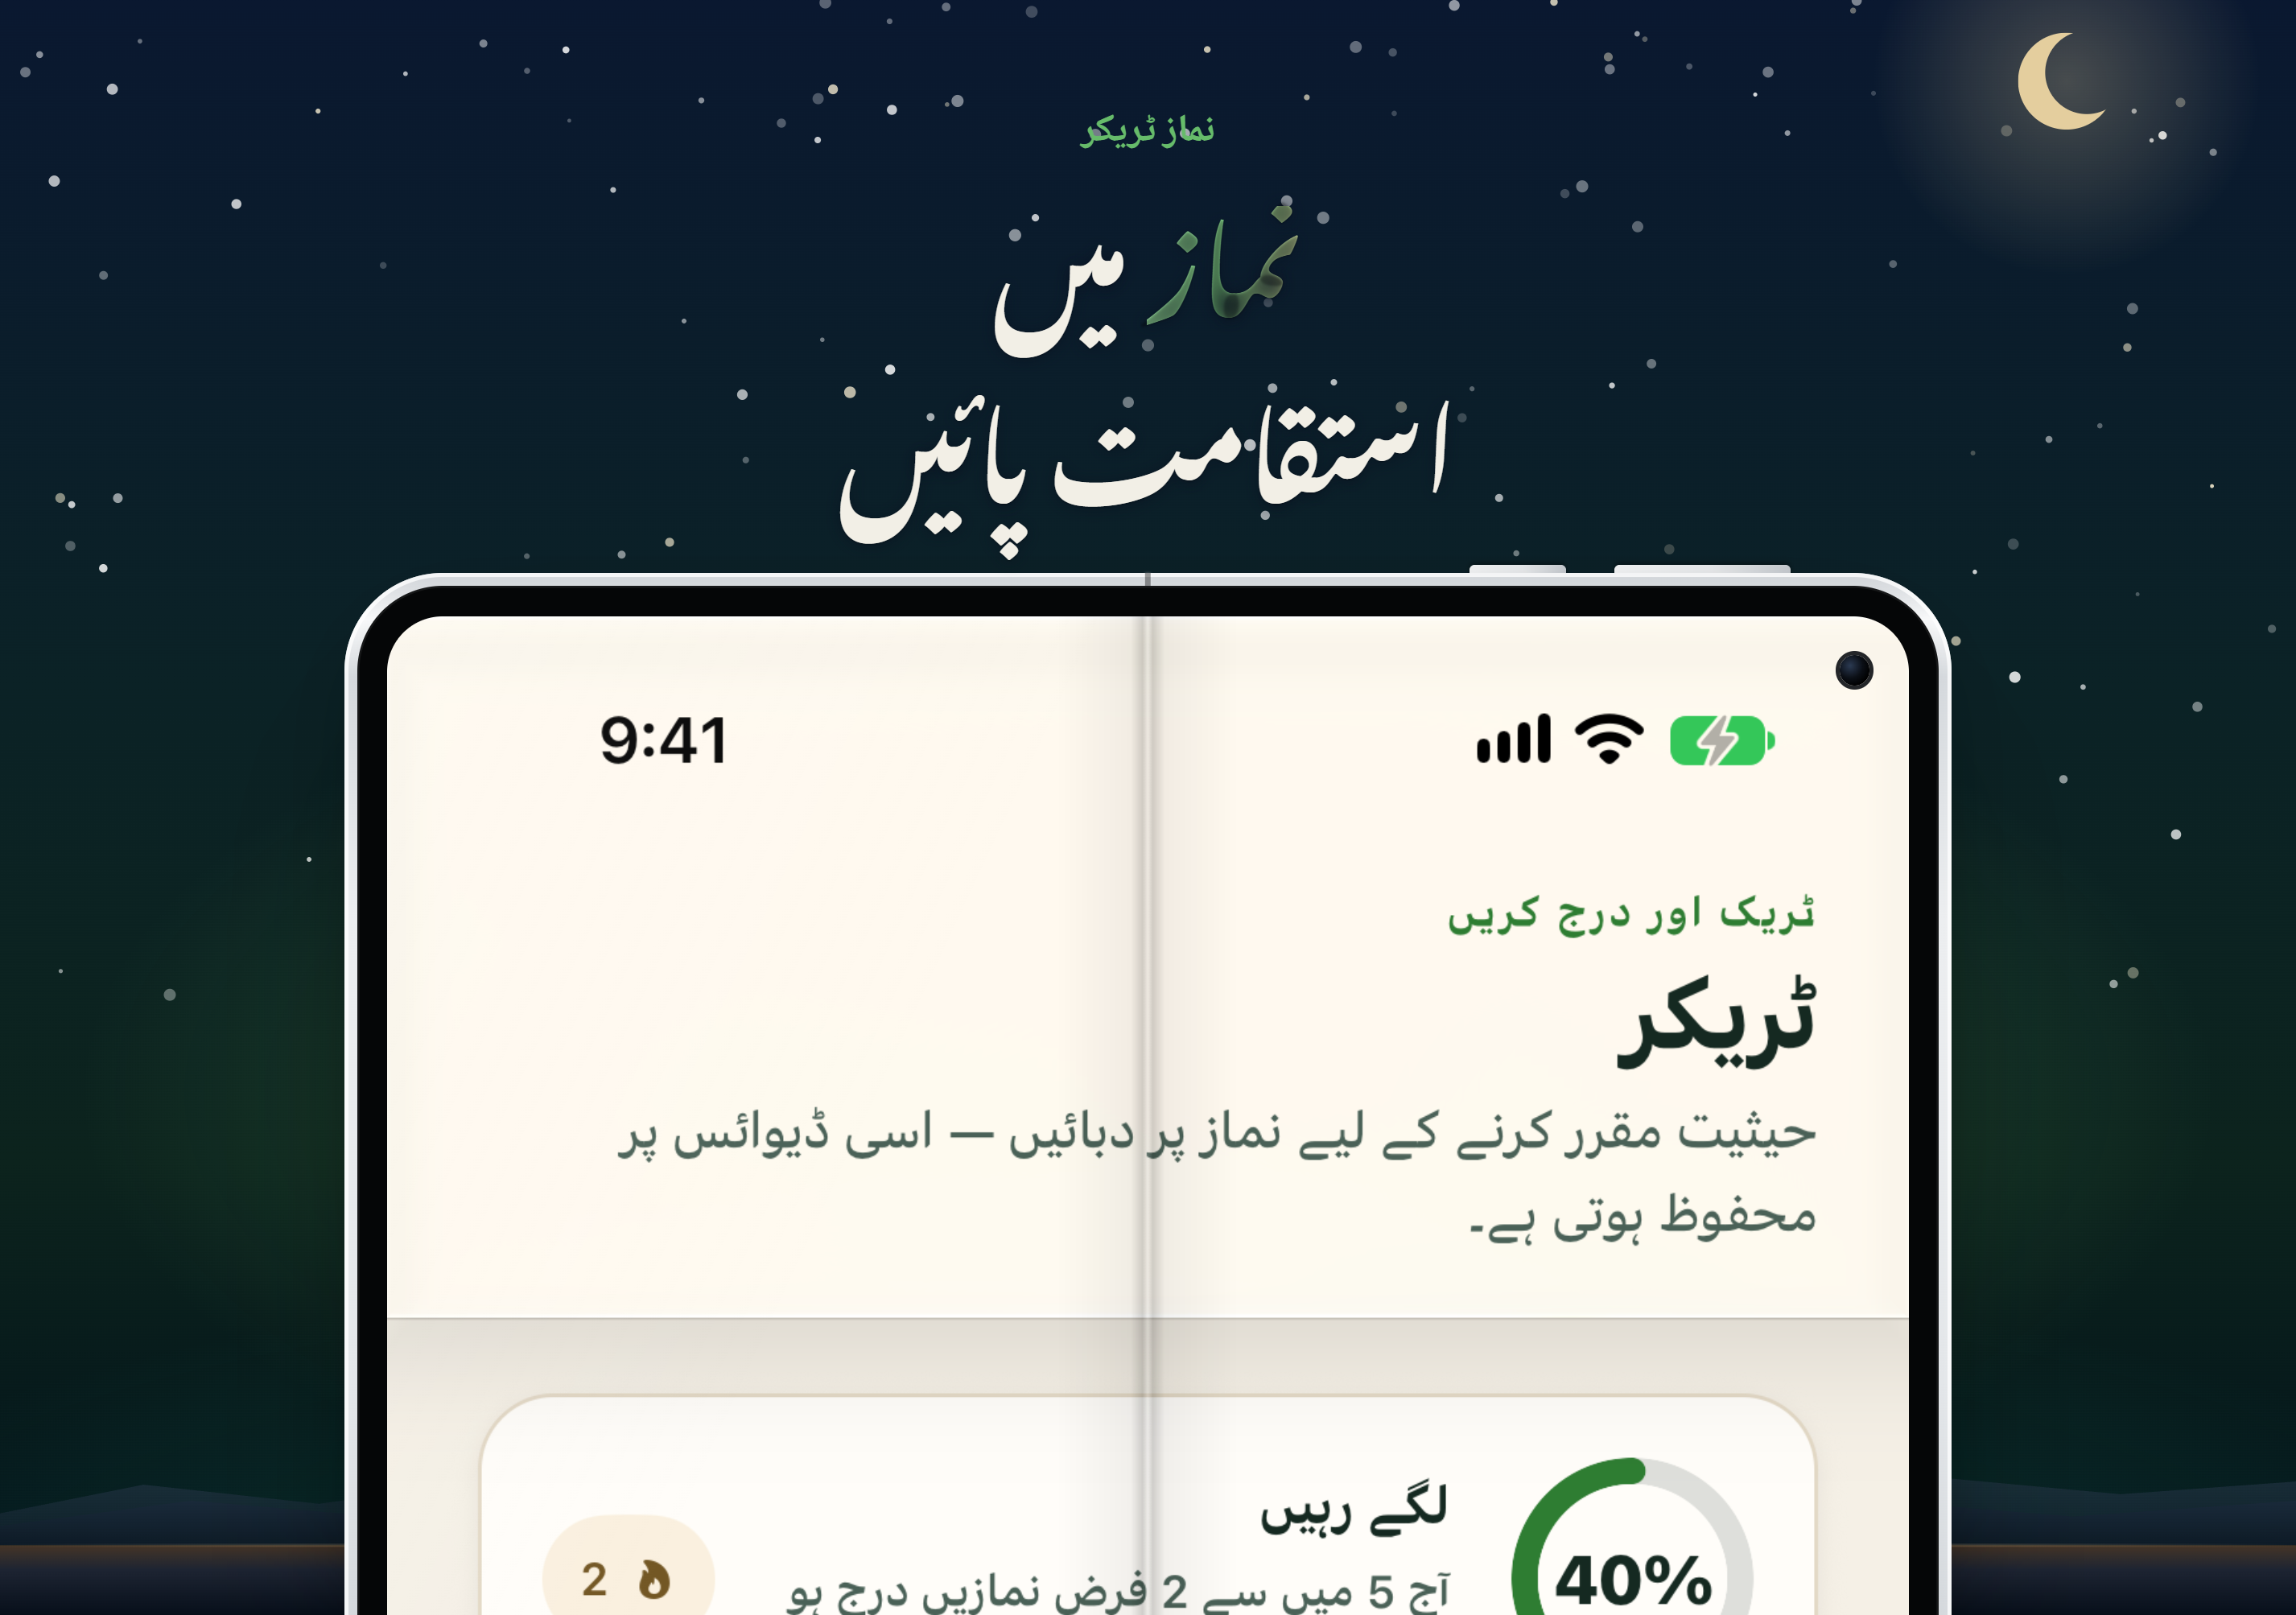 نماز ٹریکر
نماز میں
استقامت پائیں
9:41
ٹریک اور درج کریں
ٹریکر
حیثیت مقرر کرنے کے لیے نماز پر دبائیں — اسی ڈیوائس پر
محفوظ ہوتی ہے۔
لگے رہیں
40%
آج 5 میں سے 2 فرض نمازیں درج ہو
2